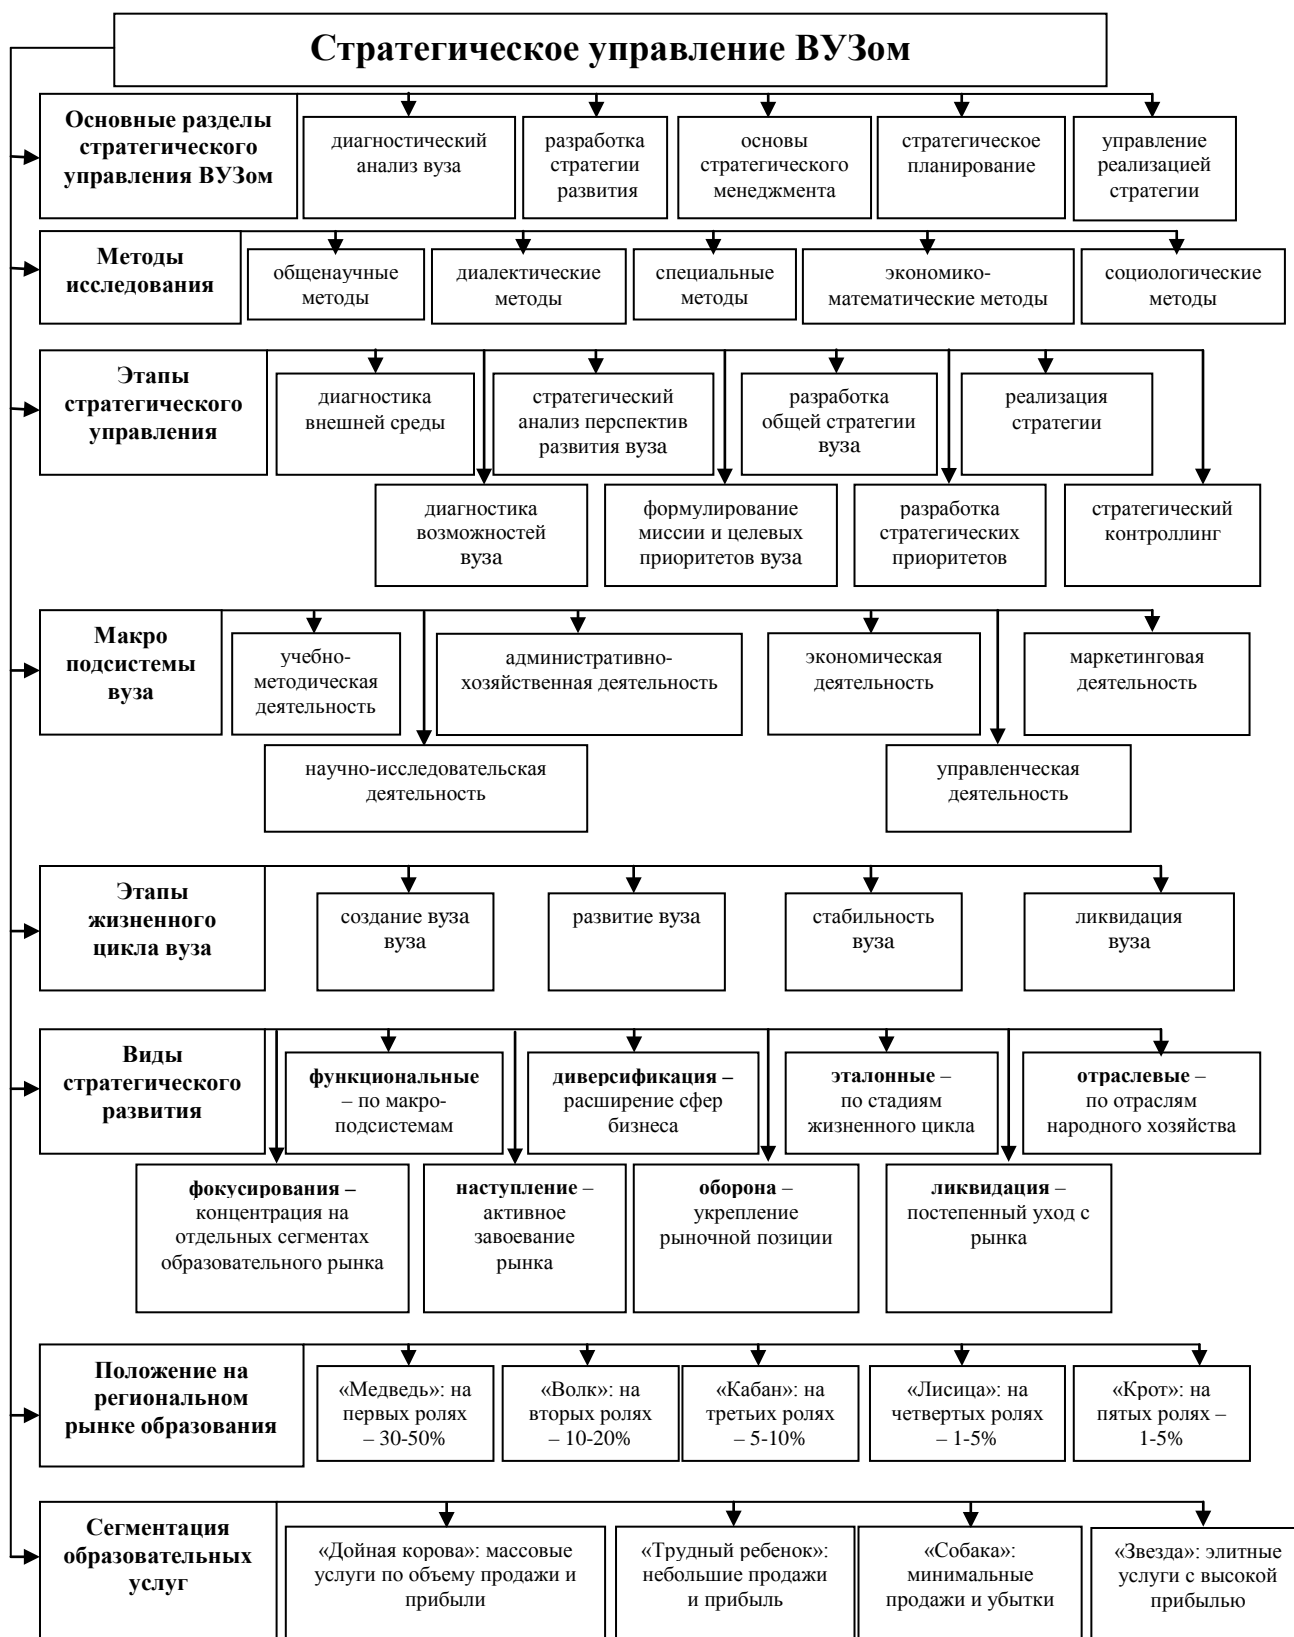 Стратегическое управление ВУЗом
Основные разделы
стратегического
управления ВУЗом
диагностический
анализ вуза
разработка
стратегии
развития
основы
стратегического
менеджмента
стратегическое
планирование
управление
реализацией
стратегии
Методы
исследования
общенаучные
методы
диалектические
методы
специальные
методы
экономико-
математические методы
социологические
методы
Этапы
стратегического
управления
диагностика
внешней среды
стратегический
анализ перспектив
развития вуза
разработка
общей стратегии
вуза
реализация
стратегии
диагностика
возможностей
вуза
формулирование
миссии и целевых
приоритетов вуза
разработка
стратегических
приоритетов
стратегический
контроллинг
Макро
подсистемы
вуза
учебно-
методическая
деятельность
административно-
хозяйственная деятельность
экономическая
деятельность
маркетинговая
деятельность
научно-исследовательская
деятельность
управленческая
деятельность
Этапы
жизненного
цикла вуза
создание вуза
вуза
развитие вуза
стабильность
вуза
ликвидация
вуза
Виды
стратегического
развития
функциональные
– по макро-
подсистемам
диверсификация –
расширение сфер
бизнеса
эталонные –
по стадиям
жизненного цикла
отраслевые –
по отраслям
народного хозяйства
фокусирования –
концентрация на
отдельных сегментах
образовательного рынка
наступление –
активное
завоевание
рынка
оборона –
укрепление
рыночной позиции
ликвидация –
постепенный уход с
рынка
Положение на
региональном
рынке образования
«Медведь»: на
первых ролях
– 30-50%
«Волк»: на
вторых ролях
– 10-20%
«Кабан»: на
третьих ролях
– 5-10%
«Лисица»: на
четвертых ролях
– 1-5%
«Крот»: на
пятых ролях –
1-5%
Сегментация
образовательных
услуг
«Дойная корова»: массовые
услуги по объему продажи и
прибыли
«Трудный ребенок»:
небольшие продажи
и прибыль
«Собака»:
минимальные
продажи и убытки
«Звезда»: элитные
услуги с высокой
прибылью